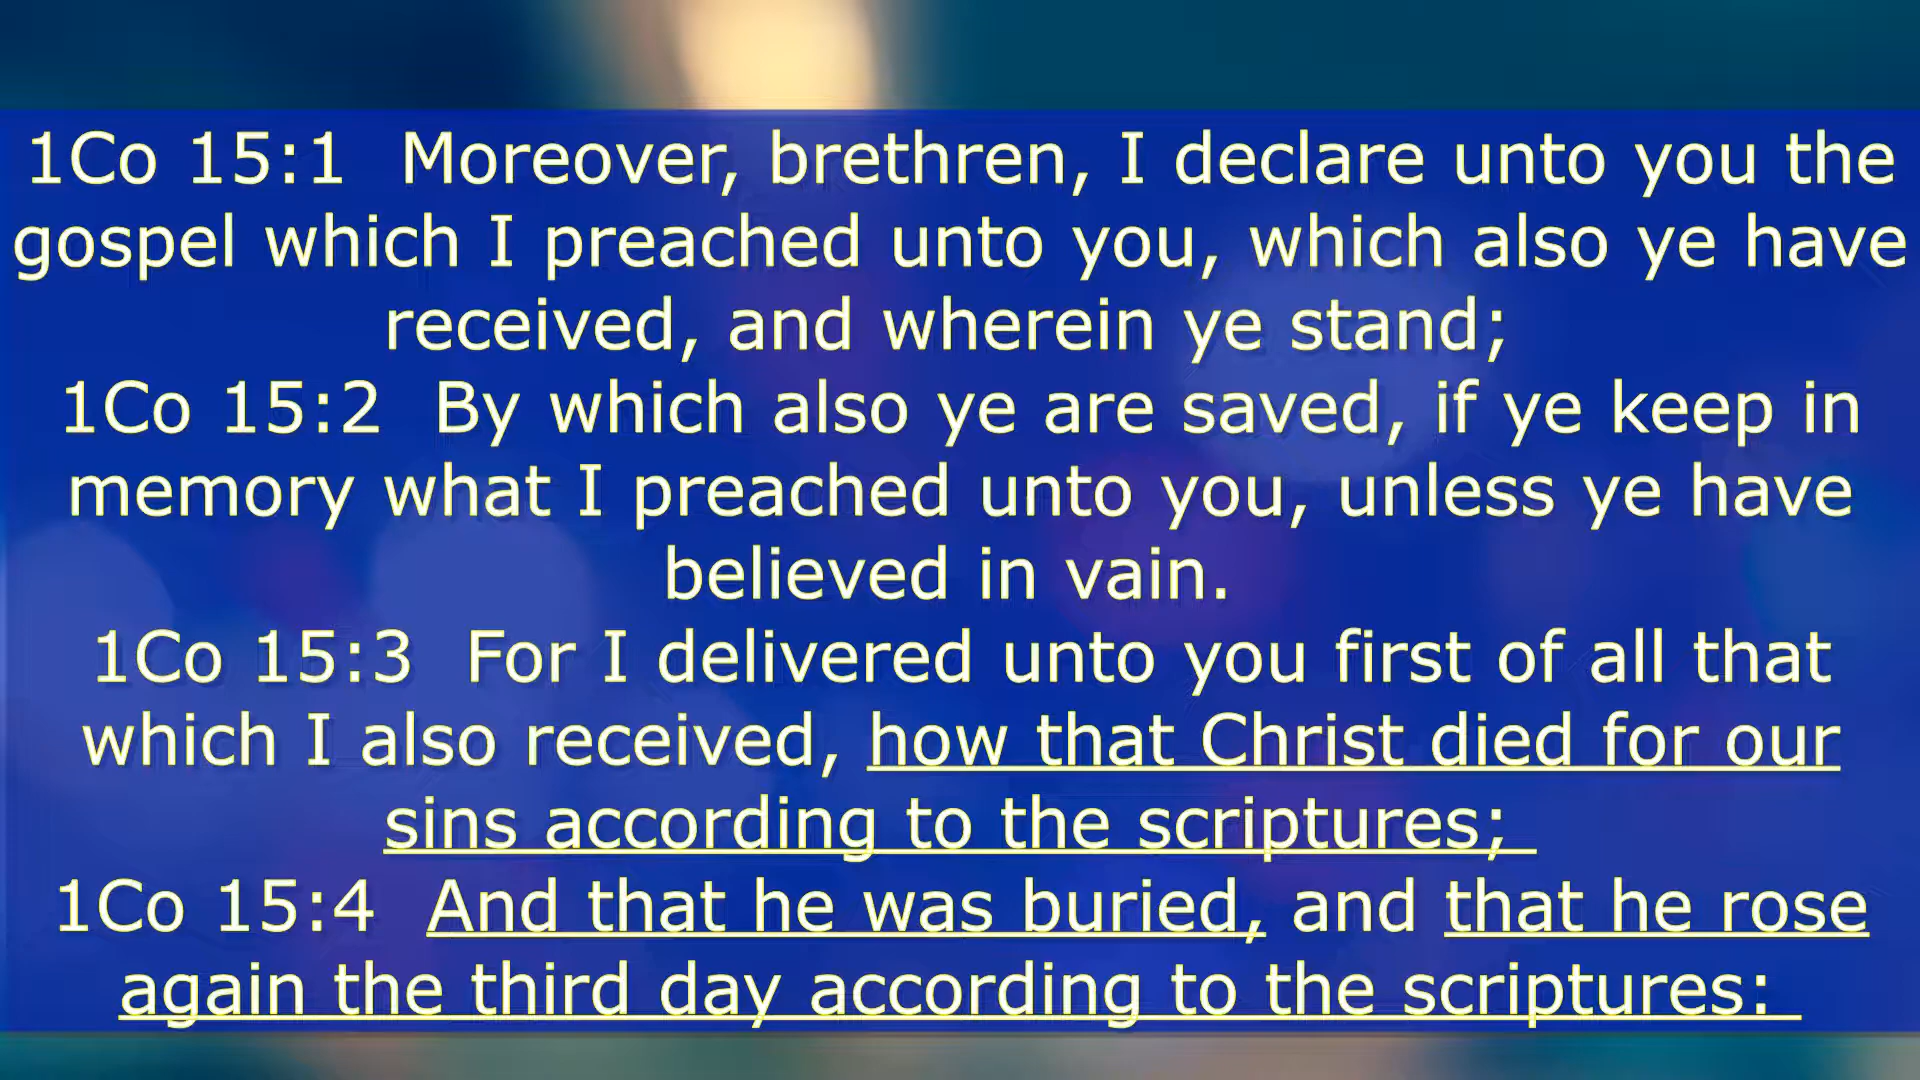 1Co 15:1  Moreover, brethren, I declare unto you the
gospel which I preached unto you, which also ye have
received, and wherein ye stand;
1Co 15:2  By which also ye are saved, if ye keep in
memory what I preached unto you, unless ye have
believed in vain.
1Co 15:3  For I delivered unto you first of all that
which I also received, how that Christ died for our
sins according to the scriptures;
1Co 15:4  And that he was buried, and that he rose
again the third day according to the scriptures: